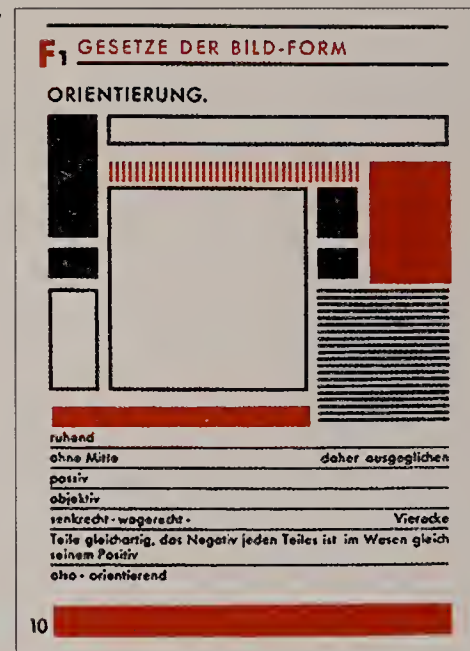 F1 GESETZE DER BILD-FORM
ORIENTIERUNG.
ruhend
ohne Mitte daher ausgeglichen
passiv
objektiv
senkrecht - wagerecht - Vierecke
Teile gleichartig, das Negativ jeden Teiles ist im Wesen gleich
seinem Positiv
also - orientierend
10